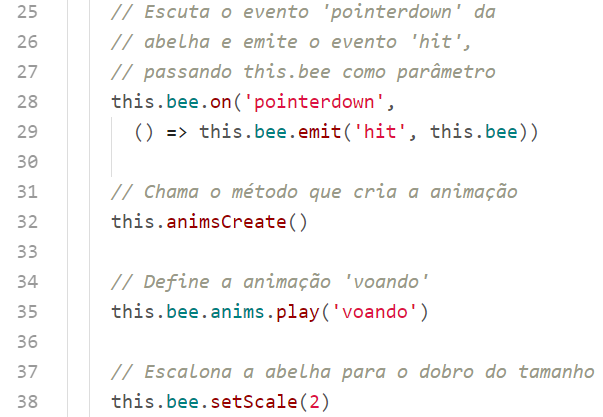 25 // Escuta o evento 'pointerdown' da
26 // abelha e emite o evento 'hit',
27 // passando this.bee como parâmetro
28 this.bee.on('pointerdown',
29 () => this.bee.emit('hit', this.bee))
30
31 // Chama o método que cria a animação
32 this.animsCreate()
33
34 // Define a animação 'voando'
35 this.bee.anims.play('voando')
36
37 // Escalona a abelha para o dobro do tamanho
38 this.bee.setScale(2)